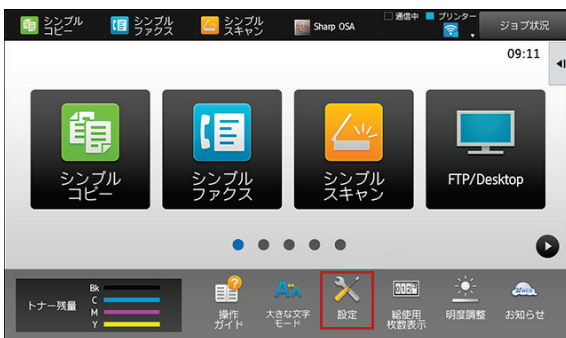 シンプル
コピー
シンプル
ファクス
シンプル
スキャン
Sharp OSA
通信中
プリンター
ジョブ状況
09:11
シンプル
コピー
シンプル
ファクス
シンプル
スキャン
FTP/Desktop
トナー残量
Bk
C
M
Y
操作
ガイド
大きな文字
モード
設定
総使用
枚数表示
明度調整
お知らせ